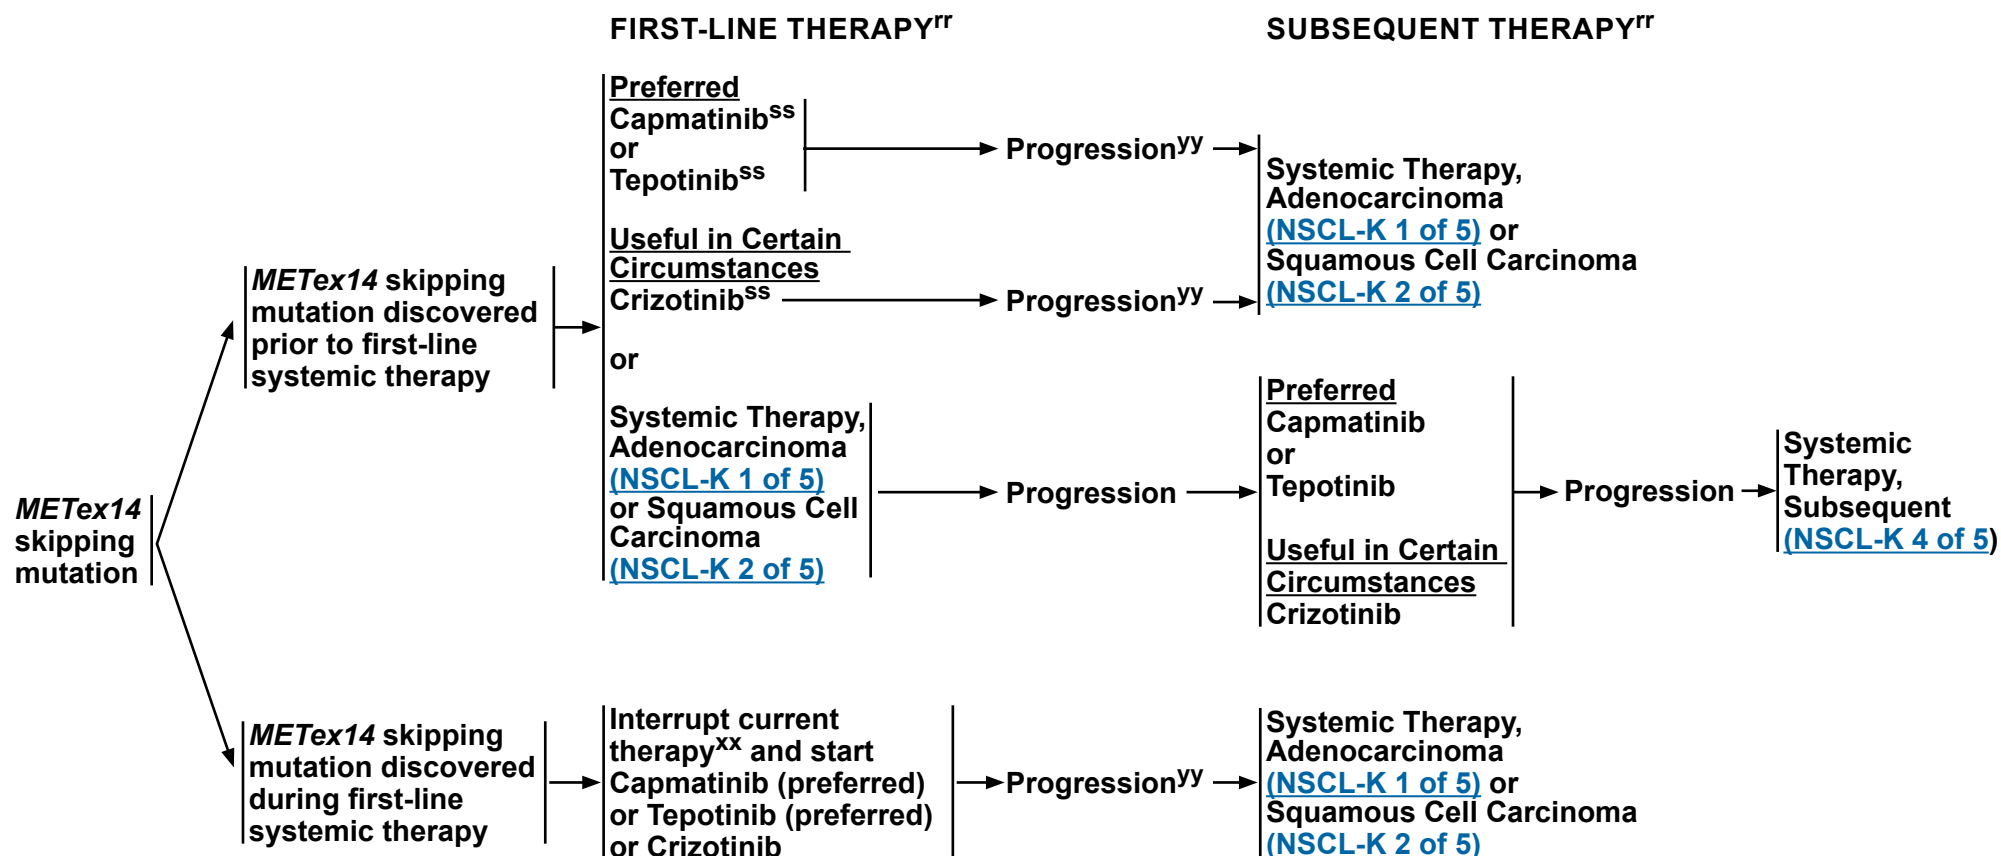 FIRST-LINE THERAPYrr
SUBSEQUENT THERAPYrr
METex14
skipping
mutation
METex14 skipping
mutation discovered
prior to first-line
systemic therapy
Preferred
Capmatinibss
or
Tepotinibss
Useful in Certain
Circumstances
Crizotinibss
or
Systemic Therapy,
Adenocarcinoma
(NSCL-K 1 of 5)
or Squamous Cell
Carcinoma
(NSCL-K 2 of 5)
Progressionyy
Progressionyy
Systemic Therapy,
Adenocarcinoma
(NSCL-K 1 of 5) or
Squamous Cell Carcinoma
(NSCL-K 2 of 5)
Progression
Preferred
Capmatinib
or
Tepotinib
Useful in Certain
Circumstances
Crizotinib
Progression
Systemic
Therapy,
Subsequent
(NSCL-K 4 of 5)
METex14 skipping
mutation discovered
during first-line
systemic therapy
Interrupt current
therapyxx and start
Capmatinib (preferred)
or Tepotinib (preferred)
or Crizotinib
Progressionyy
Systemic Therapy,
Adenocarcinoma
(NSCL-K 1 of 5) or
Squamous Cell Carcinoma
(NSCL-K 2 of 5)